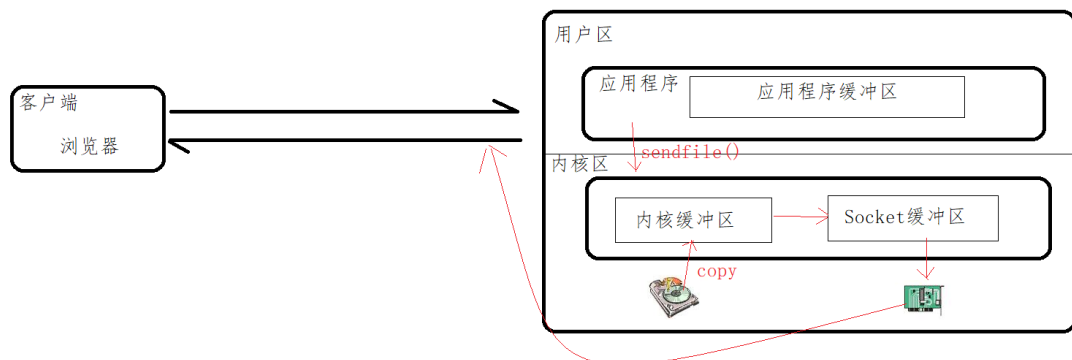 用户区
应用程序
应用程序缓冲区
客户端
浏览器
sendfile()
内核区
内核缓冲区
Socket缓冲区
copy